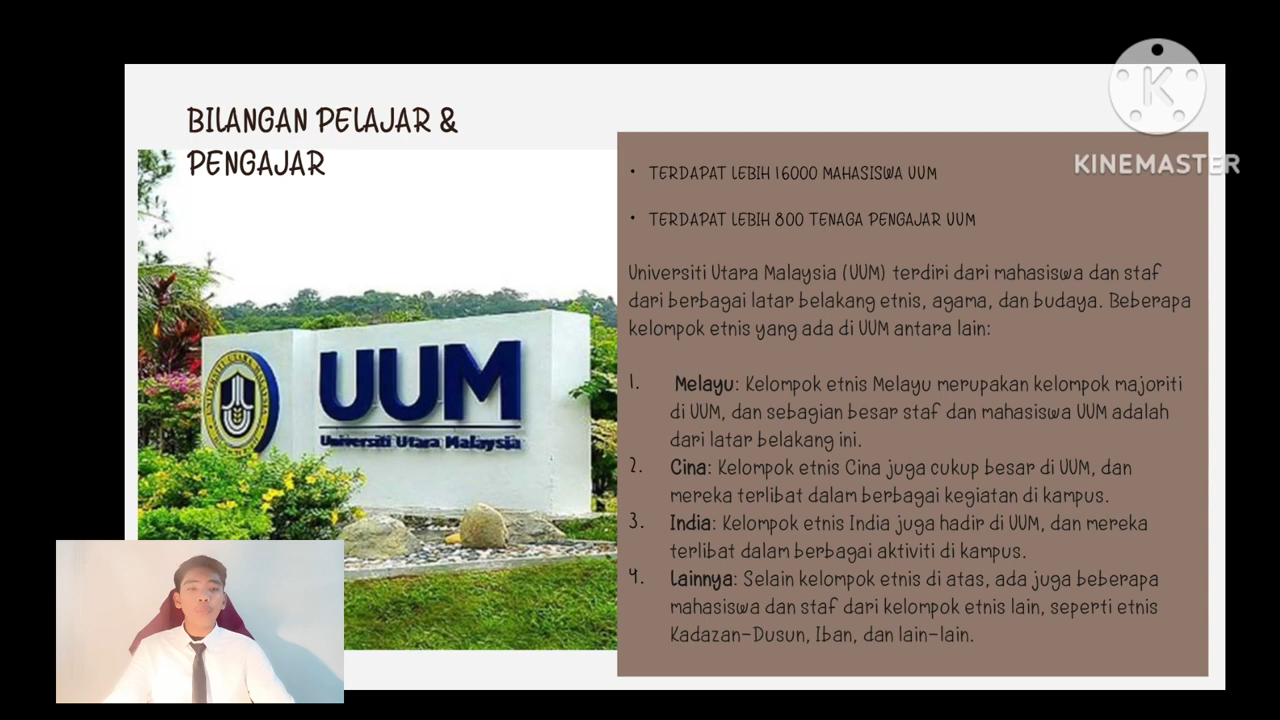 BILANGAN PELAJAR &
PENGAJAR
KINEMASTER
• TERDAPAT LEBIH 16000 MAHASISWA UUM
• TERDAPAT LEBIH 800 TENAGA PENGAJAR UUM
Universiti Utara Malaysia (UUM) terdiri dari mahasiswa dan staf
dari berbagai latar belakang etnis, agama, dan budaya. Beberapa
kelompok etnis yang ada di UUM antara lain:
1. Melayu: Kelompok etnis Melayu merupakan kelompok majoriti
di UUM, dan sebagian besar staf dan mahasiswa UUM adalah
dari latar belakang ini.
2. Cina: Kelompok etnis Cina juga cukup besar di UUM, dan
mereka terlibat dalam berbagai kegiatan di kampus.
3. India: Kelompok etnis India juga hadir di UUM, dan mereka
terlibat dalam berbagai aktiviti di kampus.
4. Lainnya: Selain kelompok etnis di atas, ada juga beberapa
mahasiswa dan staf dari kelompok etnis lain, seperti etnis
Kadazan-Dusun, Iban, dan lain-lain.
UUM
Universiti Utara Malaysia
UNIVERSITI UTARA MALAYSIA